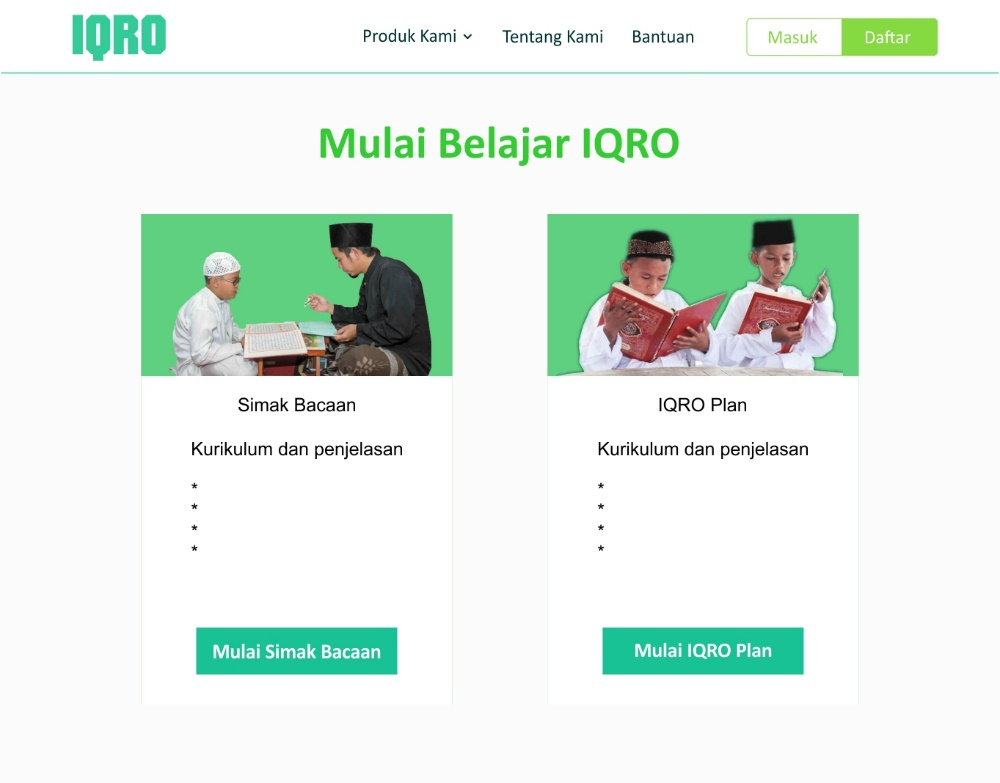 IQRO
Produk Kami
Tentang Kami
Bantuan
Masuk
Daftar
Mulai Belajar IQRO
Simak Bacaan
Kurikulum dan penjelasan
*
*
*
*
Mulai Simak Bacaan
IQRO Plan
Kurikulum dan penjelasan
*
*
*
*
Mulai IQRO Plan